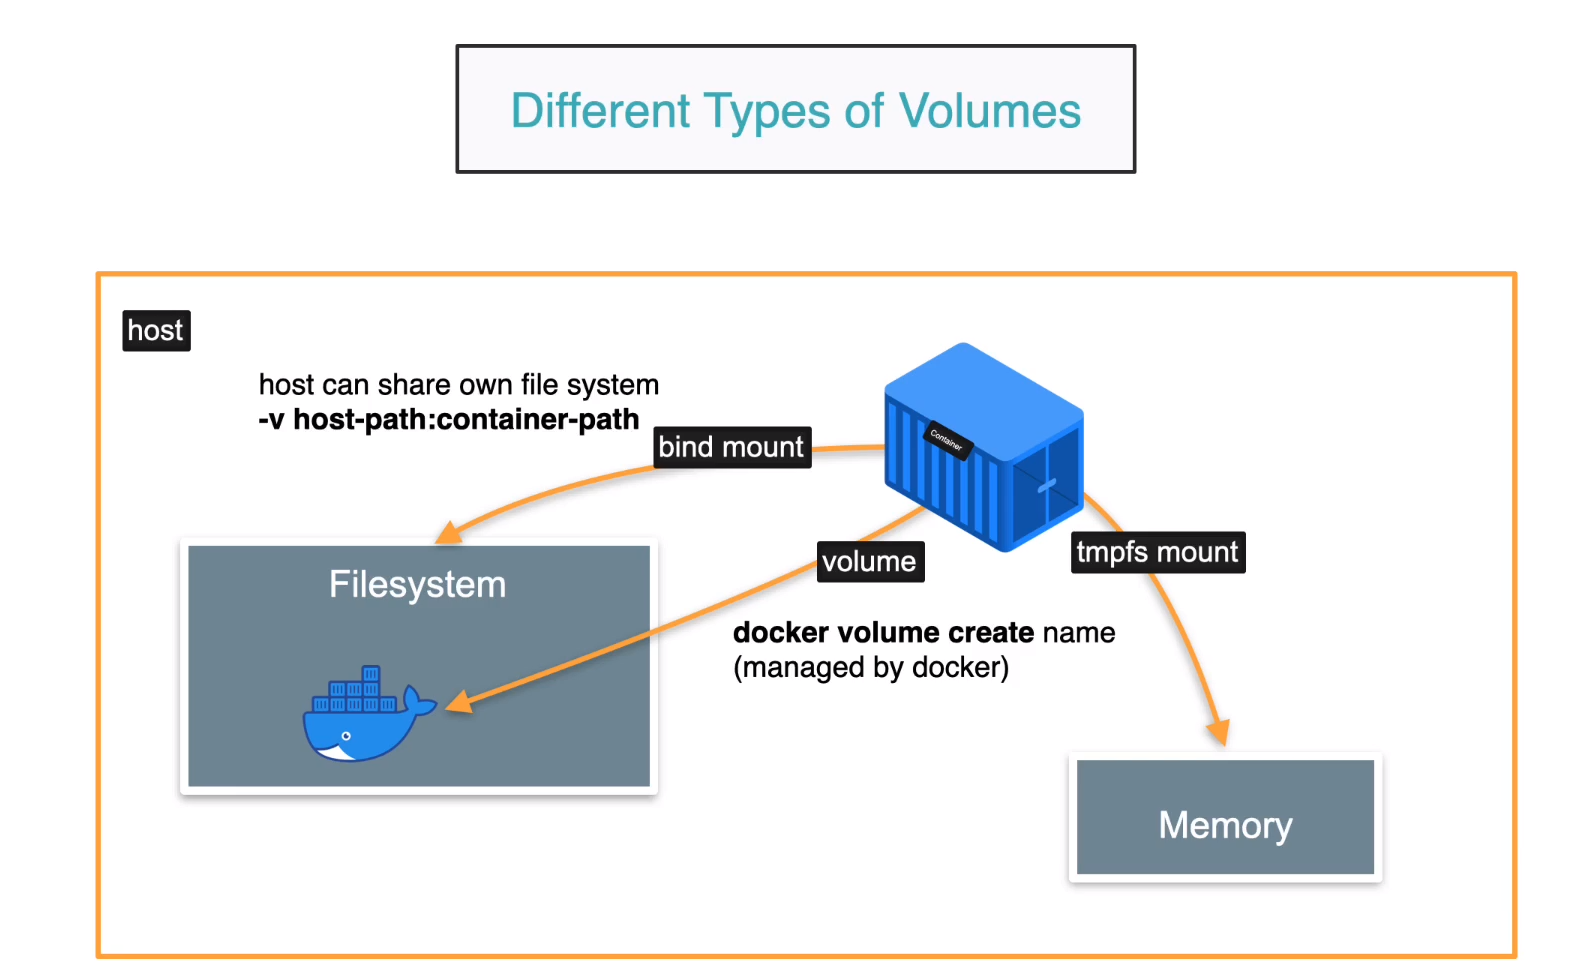 Different Types of Volumes
host
host can share own file system
-v host-path:container-path
bind mount
Container
volume
tmpfs mount
Filesystem
docker volume create name
(managed by docker)
Memory